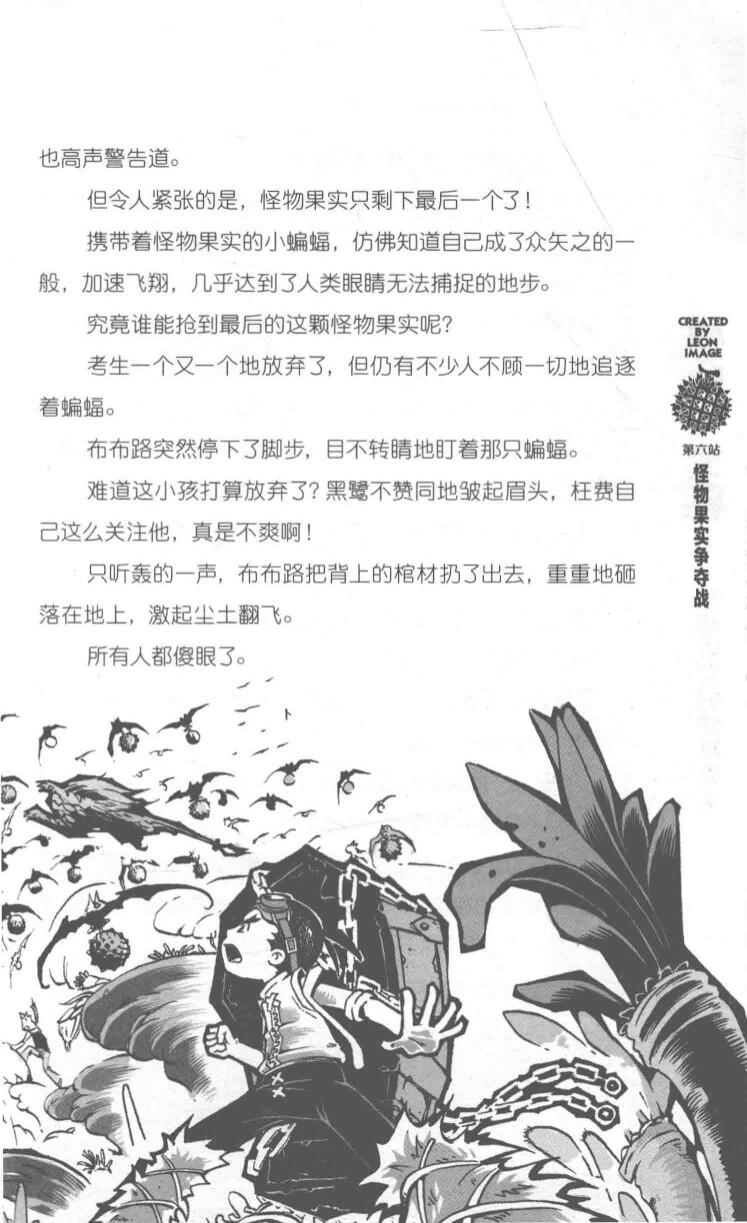 也高声警告道。
但令人紧张的是，怪物果实只剩下最后一个了！
携带着怪物果实的小蝙蝠，仿佛知道自己成了众矢之的一
般，加速飞翔，几乎达到了人类眼睛无法捕捉的地步。
究竟谁能抢到最后的这颗怪物果实呢？
考生一个又一个地放弃了，但仍有不少人不顾一切地追逐
着蝙蝠。
布布路突然停下了脚步，目不转睛地盯着那只蝙蝠。
难道这小孩打算放弃了？黑鹭不赞同地皱起眉头，枉费自
己这么关注他，真是不爽啊！
只听轰的一声，布布路把背上的棺材扔了出去，重重地砸
落在地上，激起尘土翻飞。
所有人都傻眼了。
CREATED
BY
LEON
IMAGE
第六站
怪物果实争夺战